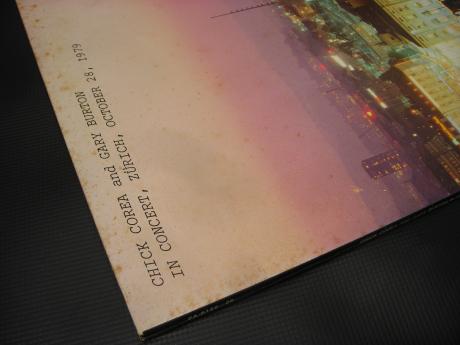 CHICK COREA and GARY BURTON
IN CONCERT, ZÜRICH, OCTOBER 28, 1979